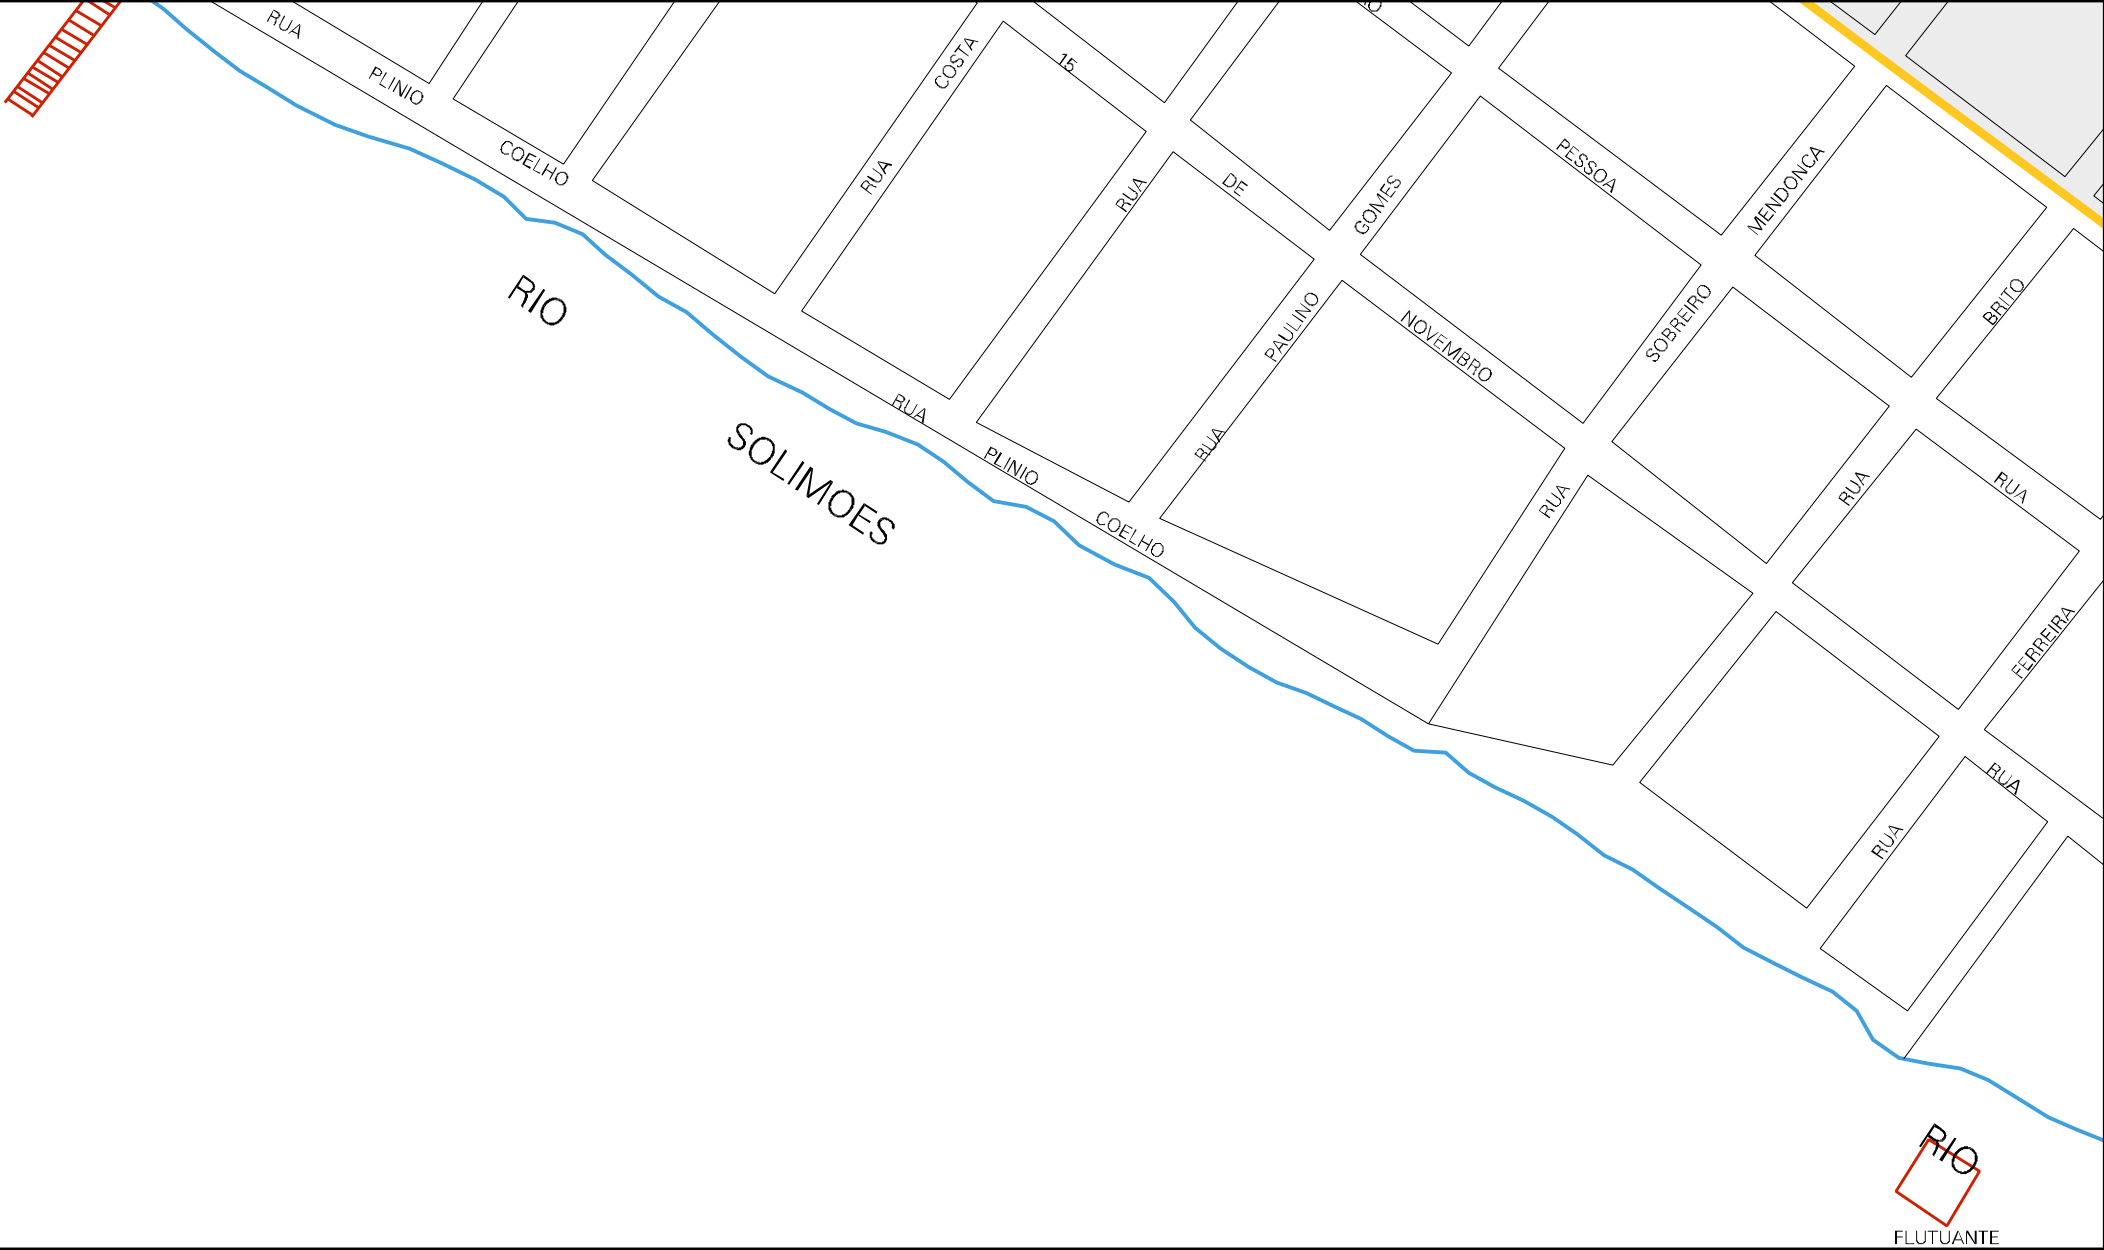 RUA PLINIO COELHO
RUA COSTA
15 DE NOVEMBRO
RUA GOMES
PESSOA
MENDONCA
RUA PAULINO
SOBREIRO
BRITO
RUA
RUA
RUA
RUA PLINIO COELHO
FERREIRA
RUA
RUA
RIO SOLIMOES
RIO
FLUTUANTE